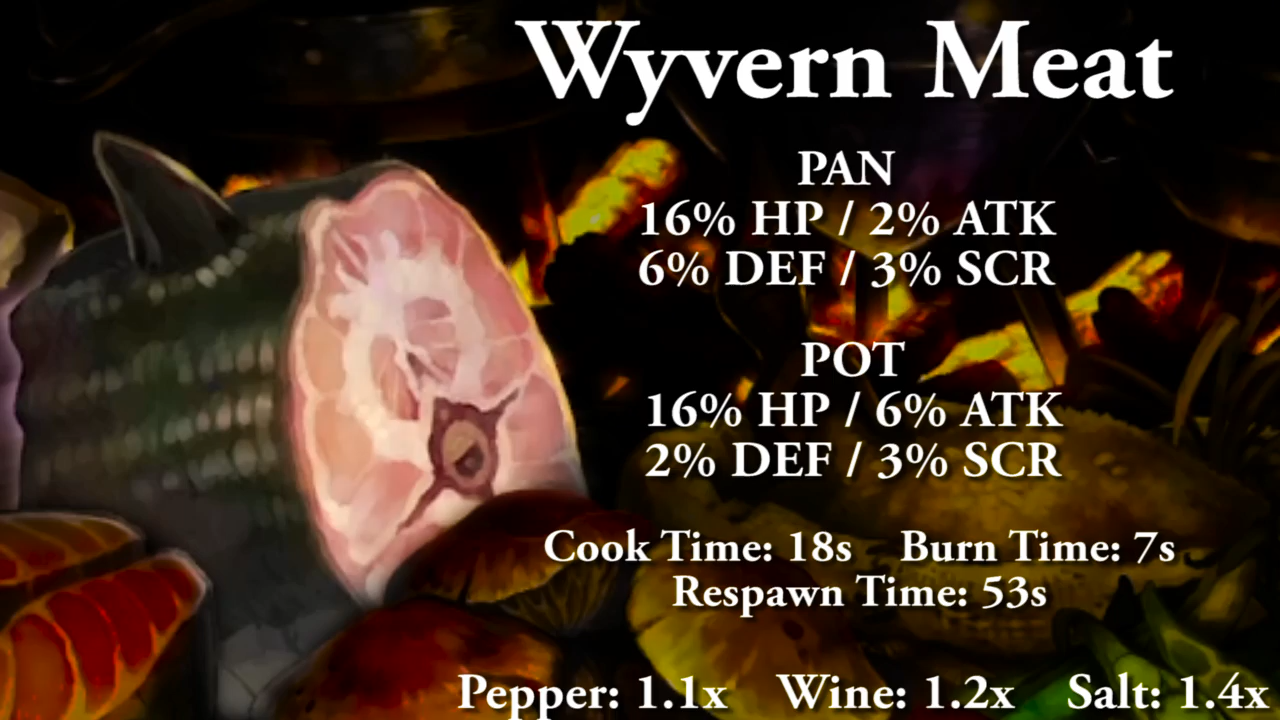 Wyvern Meat
PAN
16% HP / 2% ATK
6% DEF / 3% SCR
POT
16% HP / 6% ATK
2% DEF / 3% SCR
Cook Time: 18s Burn Time: 7s
Respawn Time: 53s
Pepper: 1.1x Wine: 1.2x Salt: 1.4x